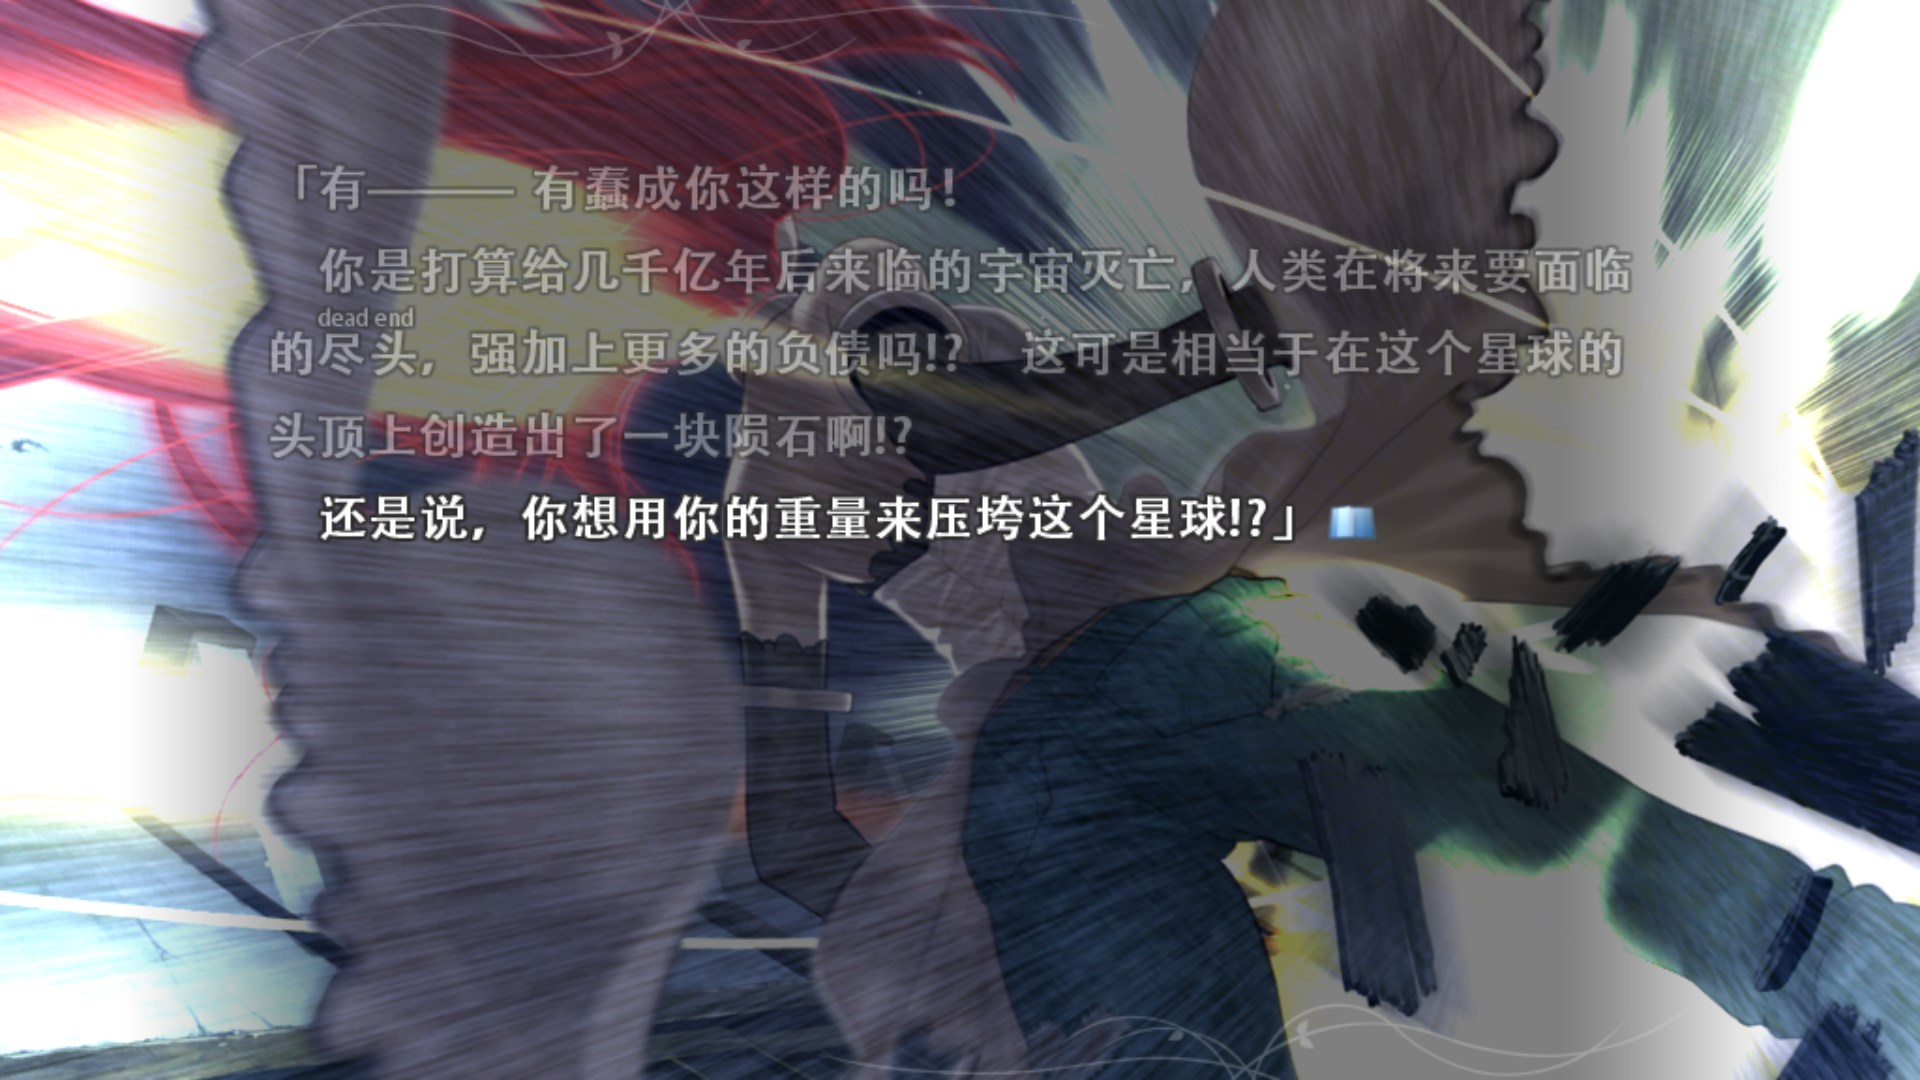 「有——— 有蠢成你这样的吗！
你是打算给几千亿年后来临的宇宙灭亡，人类在将来要面临
dead end
的尽头，强加上更多的负债吗!? 这可是相当于在这个星球的
头顶上创造出了一块陨石啊!?
还是说，你想用你的重量来压垮这个星球!?」